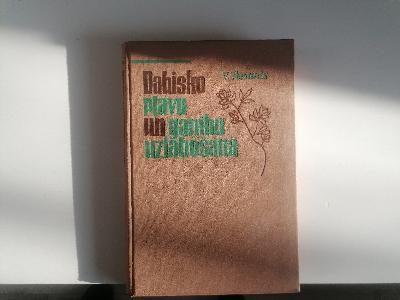 Dabisko
pļavu
un ganību
uzlabošana